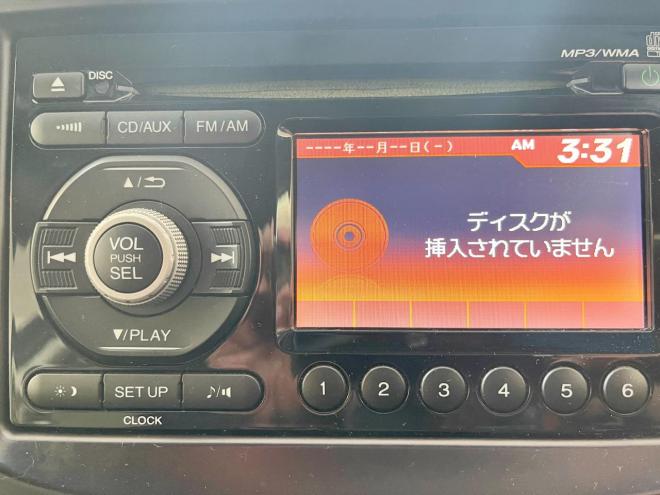 MP3/WMA
DISC
CD/AUX
FM/AM
----年--月--日(-)
AM 3:31
VOL
PUSH
SEL
ディスクが
挿入されていません
/PLAY
SET UP
CLOCK
1 2 3 4 5 6